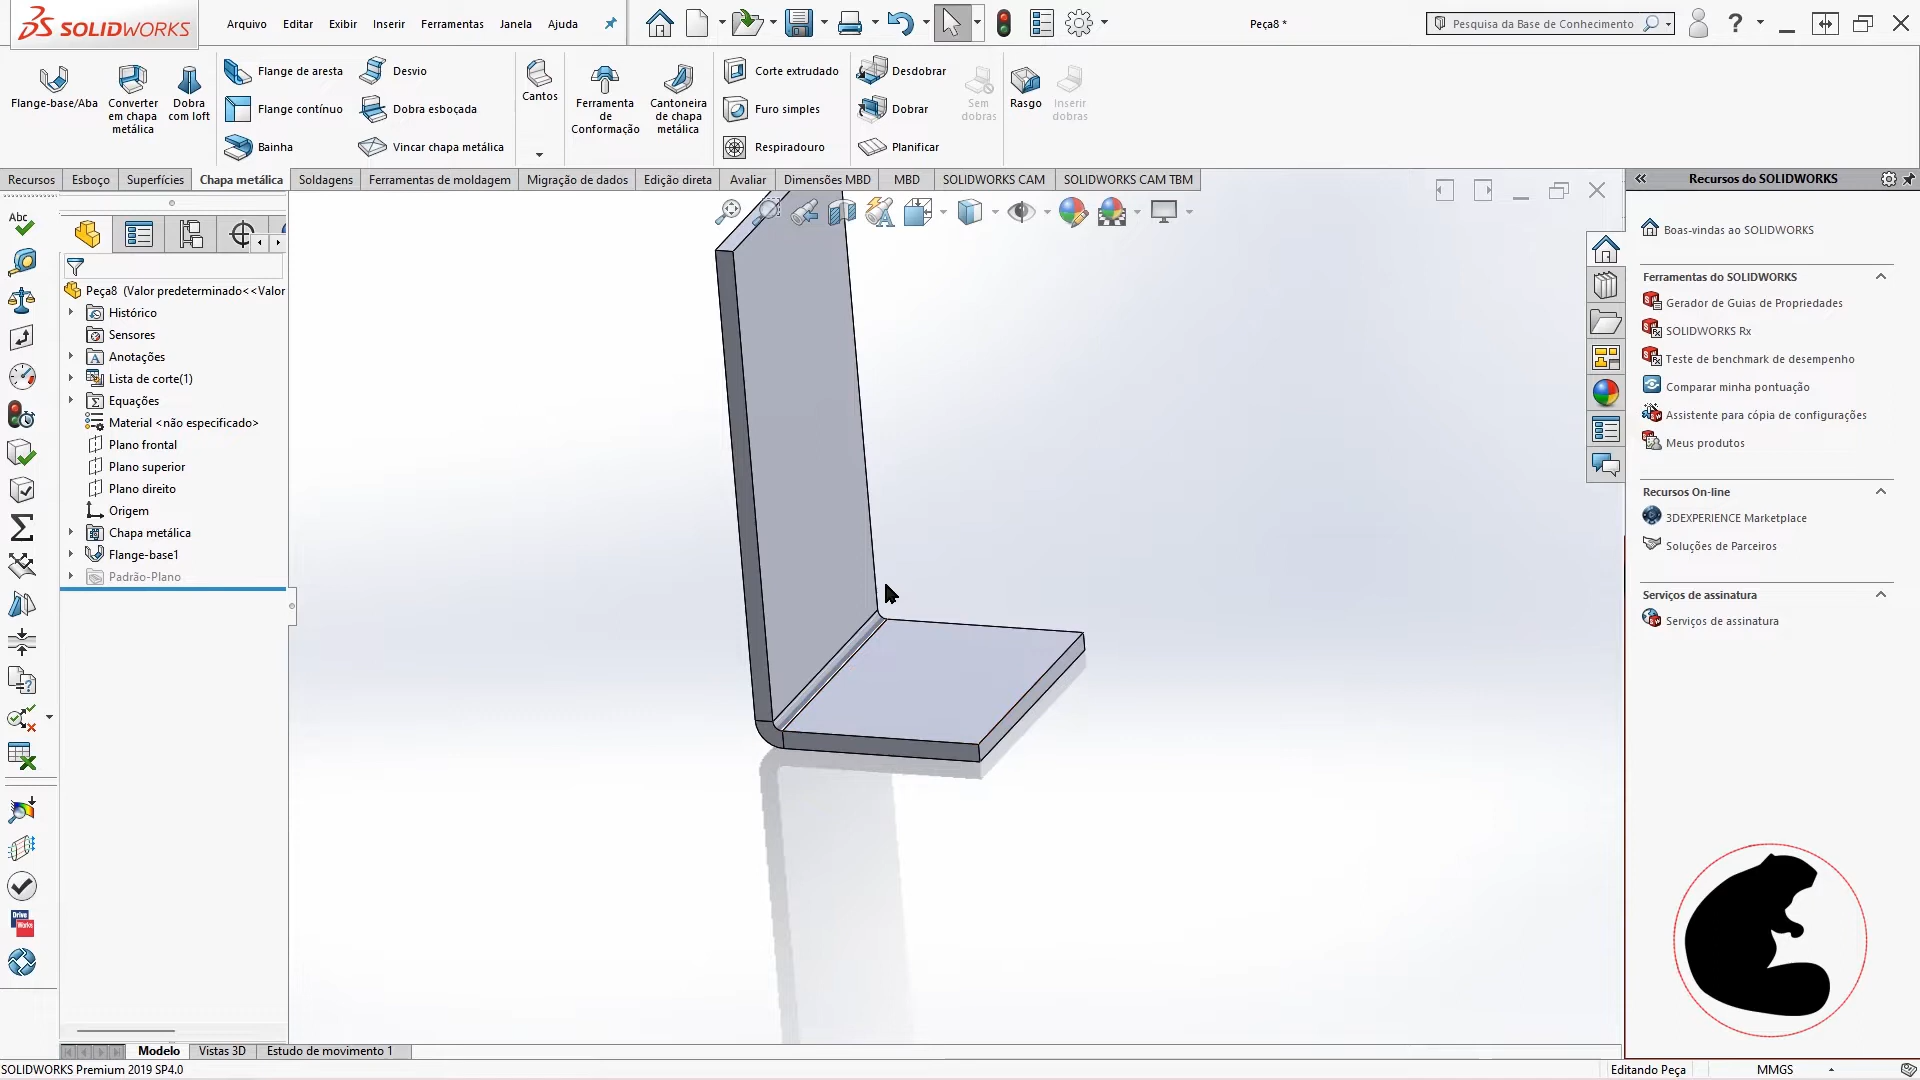 SOLIDWORKS
Arquivo
Editar
Exibir
Inserir
Ferramentas
Janela
Ajuda
Peça8 *
Pesquisa da Base de Conhecimento
?
Flange-base/Aba
Converter
em chapa
metálica
Dobra
com loft
Flange de aresta
Flange contínuo
Bainha
Desvio
Dobra esboçada
Vincar chapa metálica
Cantos
Ferramenta
de
Conformação
Cantoneira
de chapa
metálica
Corte extrudado
Furo simples
Respiradouro
Desdobrar
Dobrar
Planificar
Sem
dobras
Rasgo
Inserir
dobras
Recursos
Esboço
Superfícies
Chapa metálica
Soldagens
Ferramentas de moldagem
Migração de dados
Edição direta
Avaliar
Dimensões MBD
MBD
SOLIDWORKS CAM
SOLIDWORKS CAM TBM
Abc
Drive
Works
Peça8 (Valor predeterminado<<Valor
Histórico
Sensores
Anotações
Lista de corte(1)
Equações
Material <não especificado>
Plano frontal
Plano superior
Plano direito
Origem
Chapa metálica
Flange-base1
Padrão-Plano
Recursos do SOLIDWORKS
Boas-vindas ao SOLIDWORKS
Ferramentas do SOLIDWORKS
Gerador de Guias de Propriedades
SOLIDWORKS Rx
Teste de benchmark de desempenho
Comparar minha pontuação
Assistente para cópia de configurações
Meus produtos
Recursos On-line
3DEXPERIENCE Marketplace
Soluções de Parceiros
Serviços de assinatura
Serviços de assinatura
Modelo
Vistas 3D
Estudo de movimento 1
SOLIDWORKS Premium 2019 SP4.0
Editando Peça
MMGS